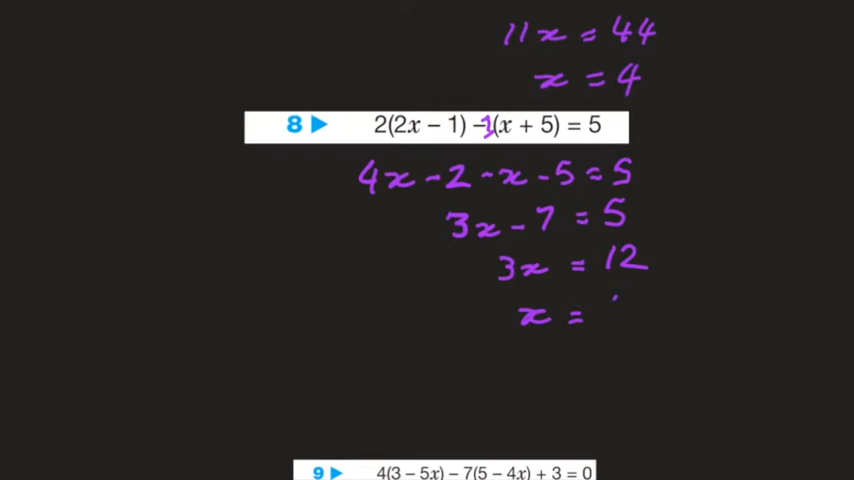 11x = 44
x = 4
8 ▶ 2(2x − 1) −1(x + 5) = 5
4x - 2 - x - 5 = 5
3x - 7 = 5
3x = 12
x =
9 ▶ 4(3 − 5x) − 7(5 − 4x) + 3 = 0